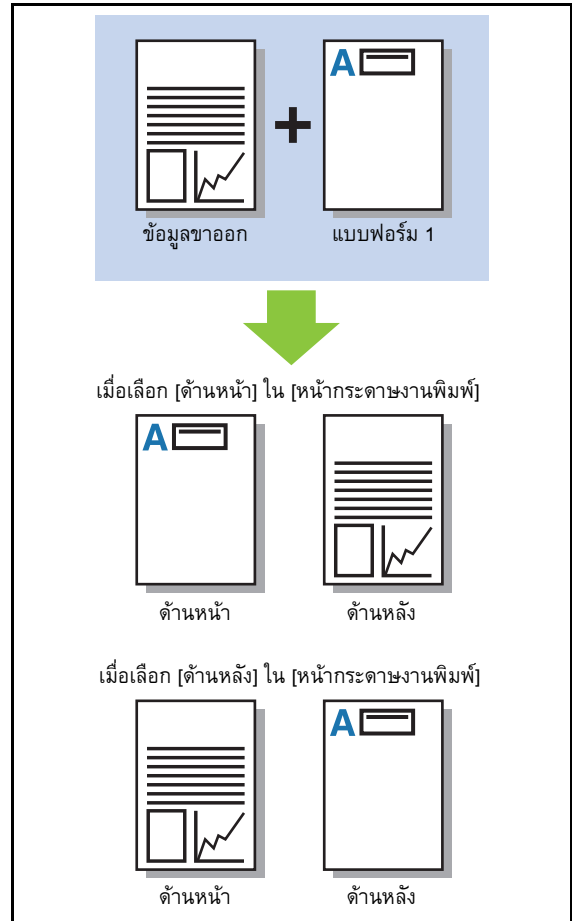 A
ข้อมูลขาออก แบบฟอร์ม 1
เมื่อเลือก [ด้านหน้า] ใน [หน้ากระดาษงานพิมพ์]
A
ด้านหน้า ด้านหลัง
เมื่อเลือก [ด้านหลัง] ใน [หน้ากระดาษงานพิมพ์]
A
ด้านหน้า ด้านหลัง